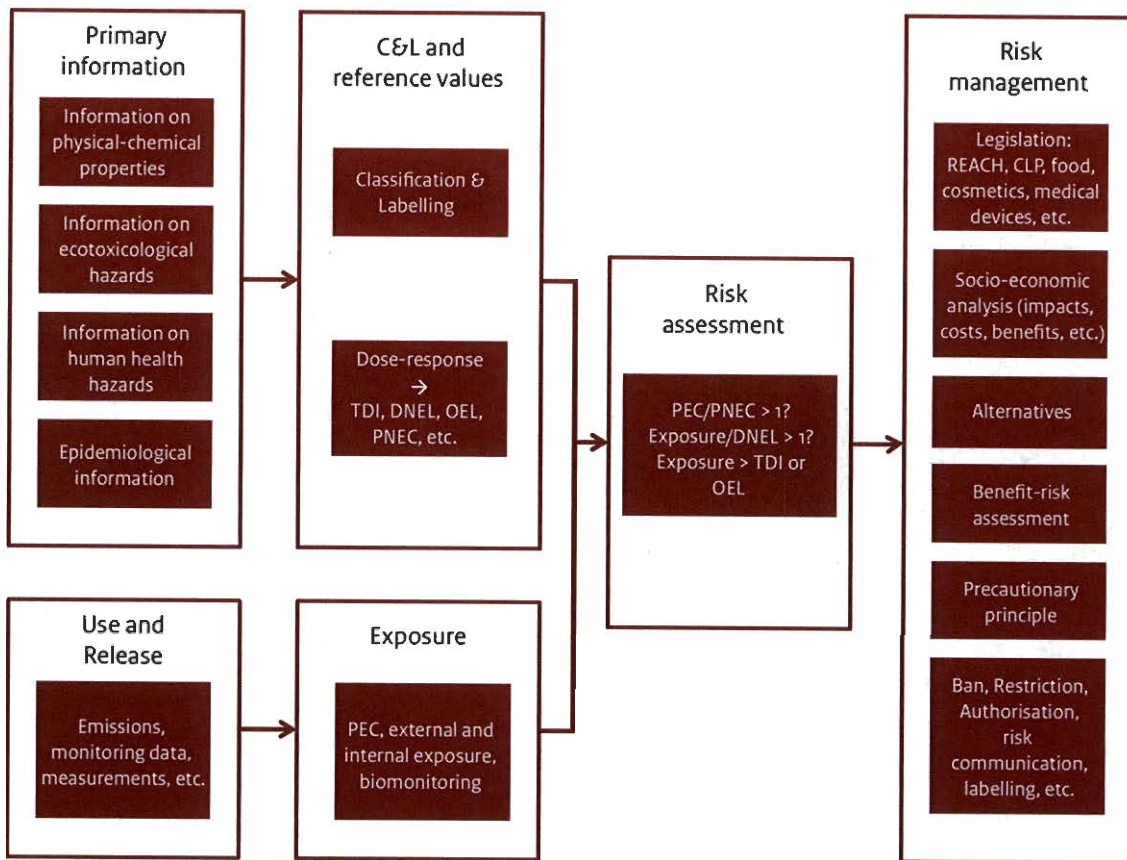 Primary
information
Information on
physical-chemical
properties
Information on
ecotoxicological
hazards
Information on
human health
hazards
Epidemiological
information
C&L and
reference values
Classification &
Labelling
Dose-response
→
TDI, DNEL, OEL,
PNEC, etc.
Use and
Release
Emissions,
monitoring data,
measurements, etc.
Exposure
PEC, external and
internal exposure,
biomonitoring
Risk
assessment
PEC/PNEC > 1?
Exposure/DNEL > 1?
Exposure > TDI or
OEL
Risk
management
Legislation:
REACH, CLP, food,
cosmetics, medical
devices, etc.
Socio-economic
analysis (impacts,
costs, benefits, etc.)
Alternatives
Benefit-risk
assessment
Precautionary
principle
Ban, Restriction,
Authorisation,
risk
communication,
labelling, etc.